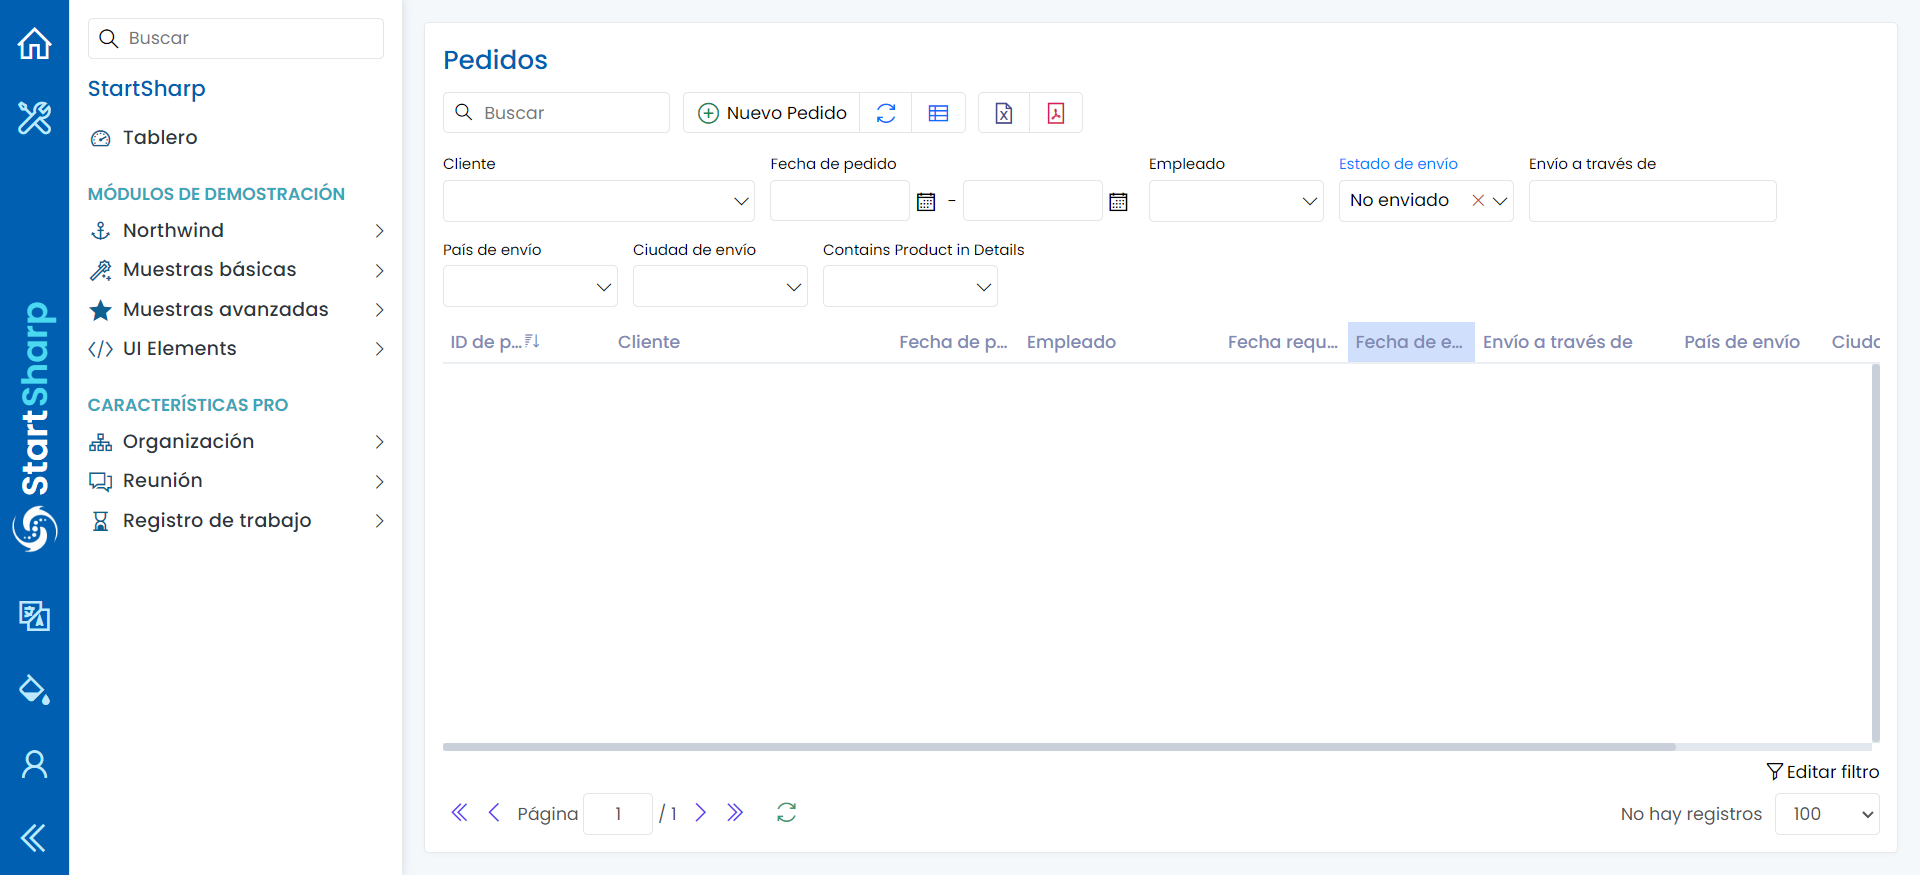 Buscar
StartSharp
Tablero
MÓDULOS DE DEMOSTRACIÓN
Northwind
Muestras básicas
Muestras avanzadas
UI Elements
CARACTERÍSTICAS PRO
Organización
Reunión
Registro de trabajo
StartSharp
Pedidos
Buscar
Nuevo Pedido
Cliente
Fecha de pedido
Empleado
Estado de envío
Envío a través de
-
No enviado
País de envío
Ciudad de envío
Contains Product in Details
ID de p... Cliente Fecha de p... Empleado Fecha requ... Fecha de e... Envío a través de País de envío Ciudc
Editar filtro
Página 1 / 1
No hay registros 100